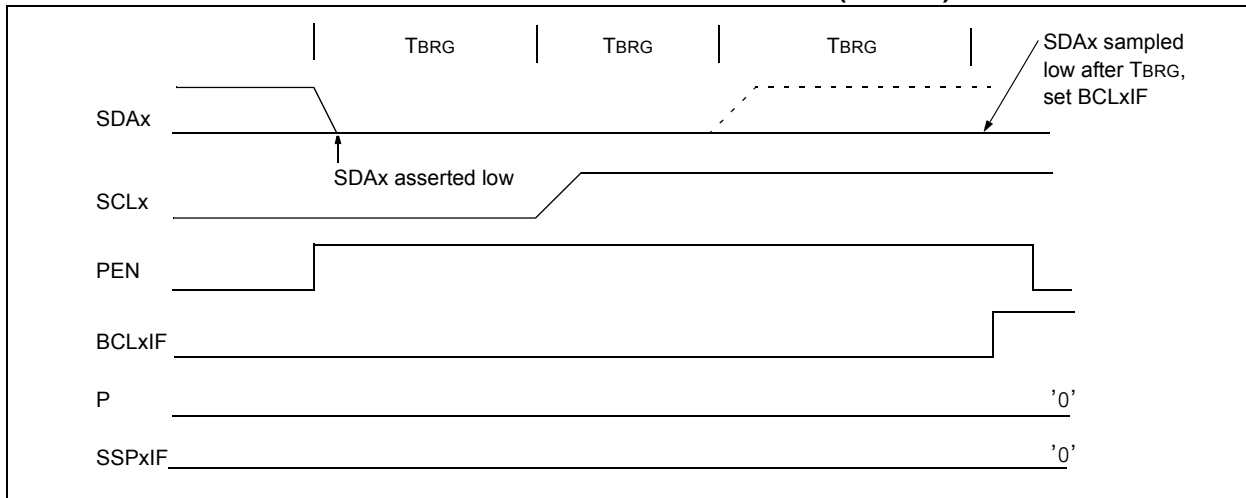 TBRG TBRG TBRG
SDAx sampled
low after TBRG,
set BCLxIF
SDAx
SDAx asserted low
SCLx
PEN
BCLxIF
P '0'
SSPxIF '0'